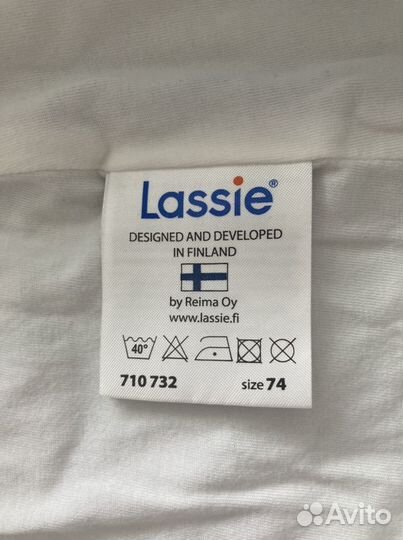 Lassie®
DESIGNED AND DEVELOPED
IN FINLAND
by Reima Oy
www.lassie.fi
40°
710 732 size 74
Avito